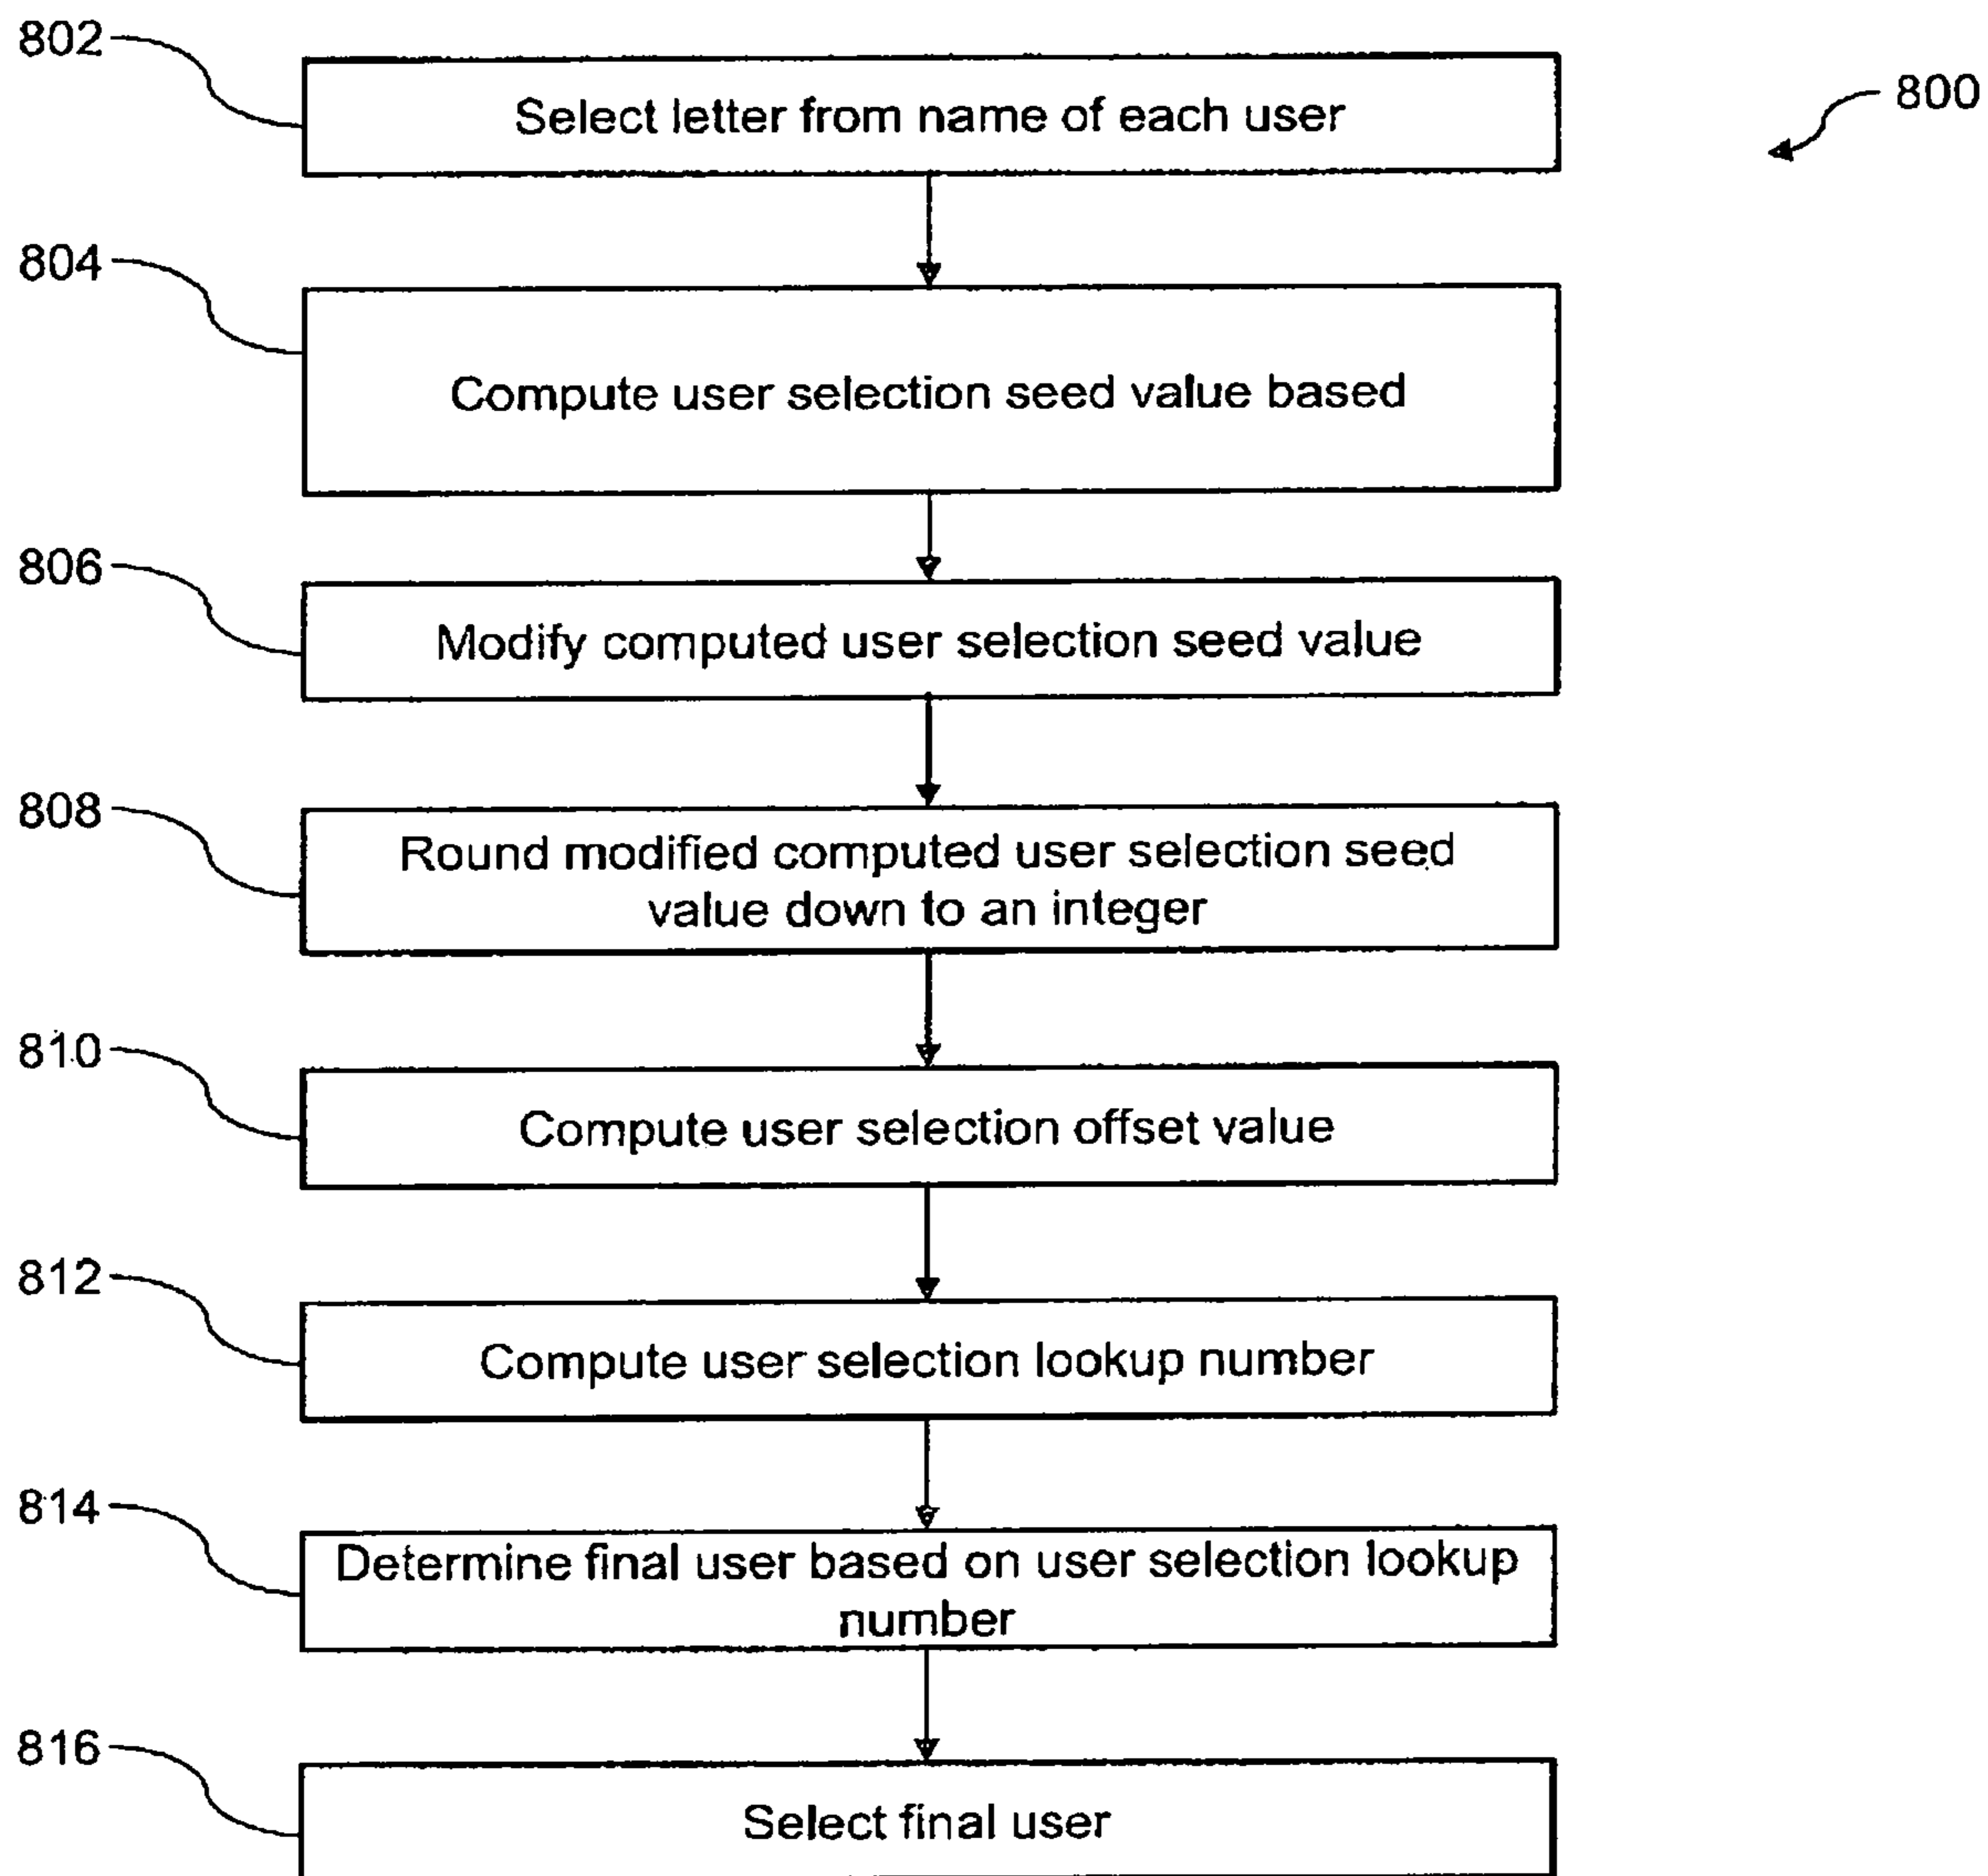 802
Select letter from name of each user
800
804
Compute user selection seed value based
806
Modify computed user selection seed value
808
Round modified computed user selection seed
value down to an integer
810
Compute user selection offset value
812
Compute user selection lookup number
814
Determine final user based on user selection lookup
number
816
Select final user